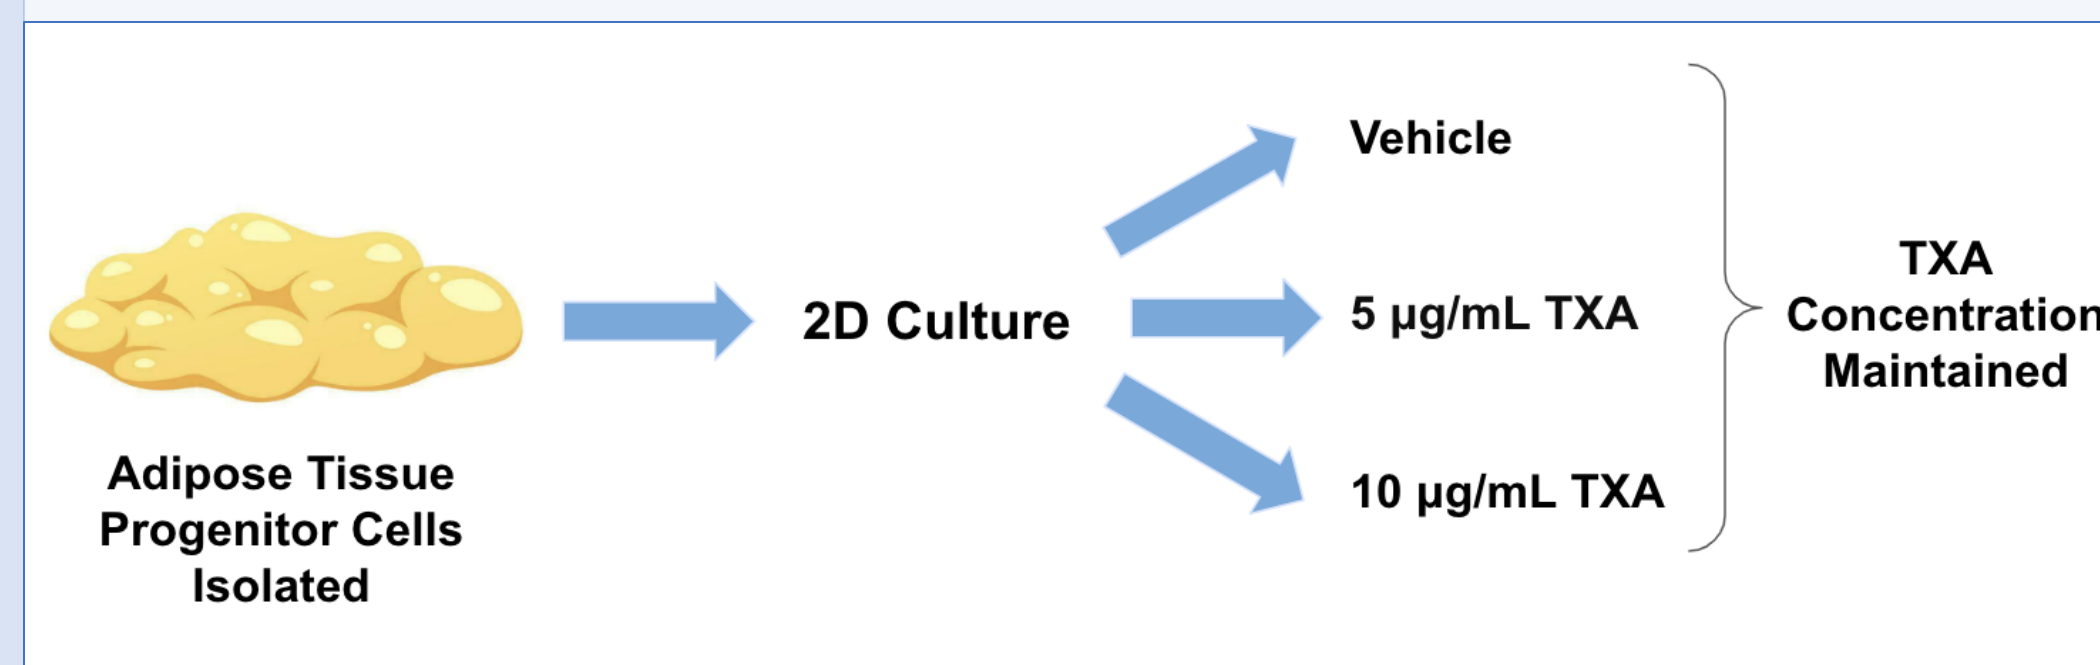 Adipose Tissue
Progenitor Cells
Isolated
2D Culture
Vehicle
5 µg/mL TXA
10 µg/mL TXA
TXA
Concentration
Maintained